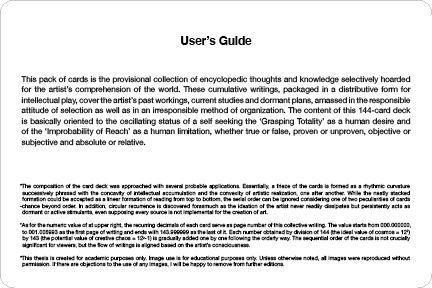 User's Guide
This pack of cards is the provisional collection of encyclopedic thoughts and knowledge selectively hoarded
for the artist's comprehension of the world. These cumulative writings, packaged in a distributive form for
intellectual play, cover the artist's past workings, current studies and dormant plans, amassed in the responsible
attitude of selection as well as in an irresponsible method of organization. The content of this 144-card deck
is basically oriented to the oscillating status of a self seeking the 'Grasping Totality' as a human desire and
of the 'Improbability of Reach' as a human limitation, whether true or false, proven or unproven, objective or
subjective and absolute or relative.
*The composition of the card deck was approached with several probable applications. Essentially, a frieze of the cards is formed as a rhythmic curvature
successively phrased with the concavity of intellectual accumulation and the convexity of artistic realization, one after another. While the neatly stacked
formation could be accepted as a linear formation of reading from top to bottom, the serial order can be ignored considering one of two peculiarities of cards
-chance beyond order. In addition, circular recurrence is discovered forasmuch as the ideation of the artist never readily dissipates but persistently acts as
dormant or active stimulants, even supposing every source is not implemental for the creation of art.
*As for the numeric value of at upper right, the recurring decimals of each card serve as page number of this collective writing. The value starts from 000.000000,
to 001.006993 as the first page of writing and ends with 143.999999 as the last of it. Each number obtained by division of 144 (the ideal value of cosmos = 12²)
by 143 (the potential value of creative chaos = 12²-1) is gradually added one by one following the orderly way. The sequential order of the cards is not crucially
significant for viewers, but the flow of writings is aligned based on the artist's consciousness.
*This thesis is created for academic purposes only. Image use is for educational purposes only. Unless otherwise noted, all images were reproduced without
permission. If there are objections to the use of any images, I will be happy to remove from further editions.